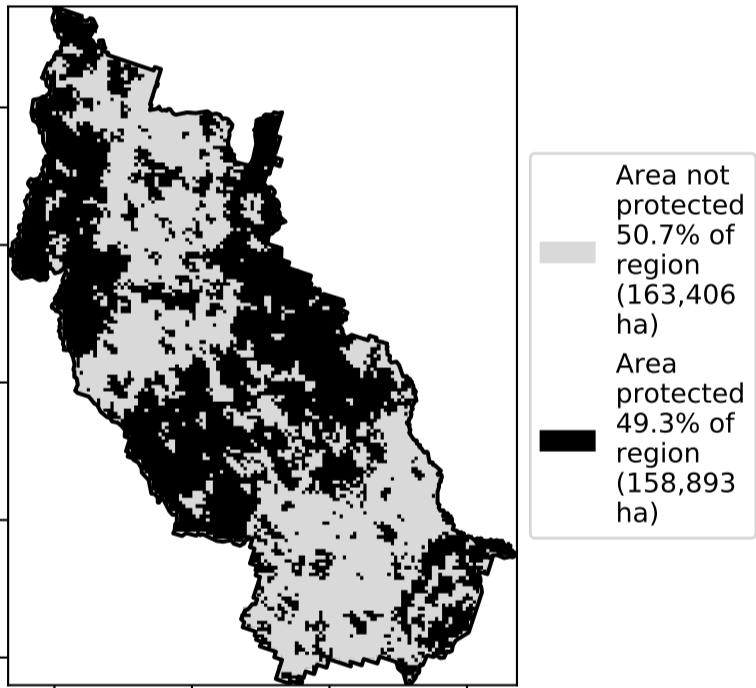 Area not
protected
50.7% of
region
(163,406
ha)
Area
protected
49.3% of
region
(158,893
ha)